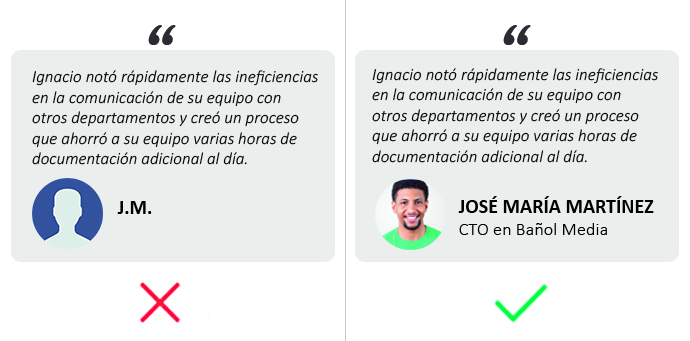 “
Ignacio notó rápidamente las ineficiencias
en la comunicación de su equipo con
otros departamentos y creó un proceso
que ahorró a su equipo varias horas de
documentación adicional al día.
J.M.
“
Ignacio notó rápidamente las ineficiencias
en la comunicación de su equipo con
otros departamentos y creó un proceso
que ahorró a su equipo varias horas de
documentación adicional al día.
JOSÉ MARÍA MARTÍNEZ
CTO en Bañol Media